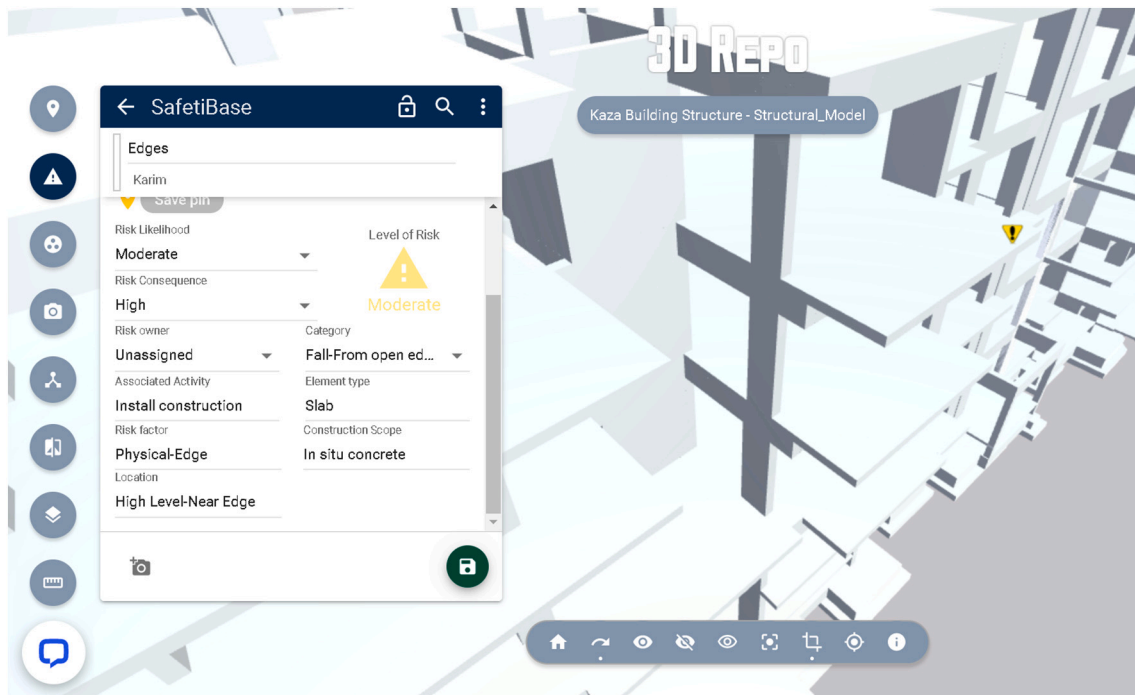 3D Repo
Kaza Building Structure - Structural_Model
SafetiBase
Edges
Karim
Save pin
Risk Likelihood
Moderate
Level of Risk
Moderate
Risk Consequence
High
Risk owner
Unassigned
Category
Fall-From open ed...
Associated Activity
Install construction
Element type
Slab
Risk factor
Physical-Edge
Construction Scope
In situ concrete
Location
High Level-Near Edge